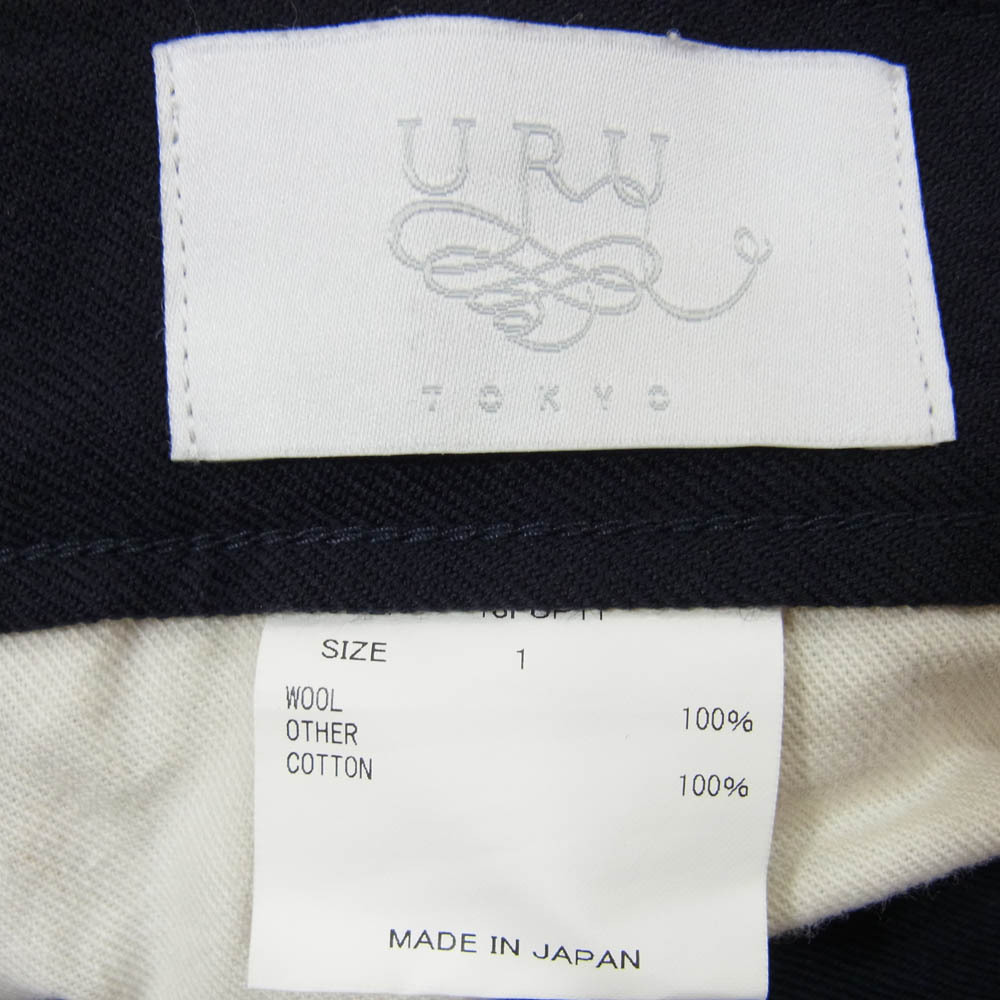 URU
TOKYO
SIZE 1
WOOL 100%
OTHER
COTTON 100%
MADE IN JAPAN